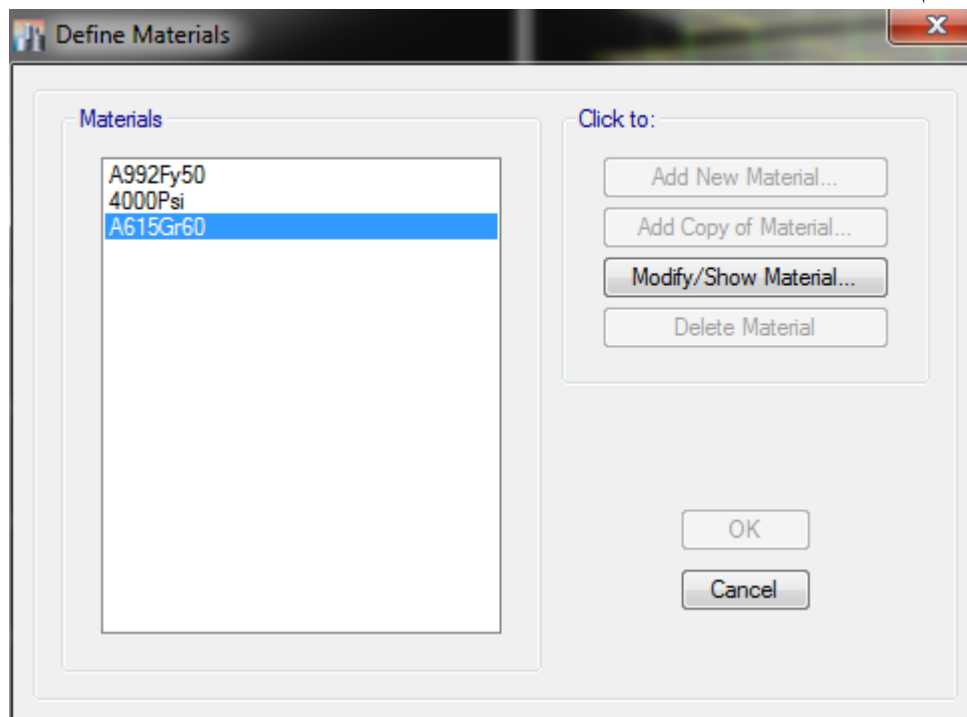 Define Materials
Materials
A992Fy50
4000Psi
A615Gr60
Click to:
Add New Material...
Add Copy of Material...
Modify/Show Material...
Delete Material
OK
Cancel